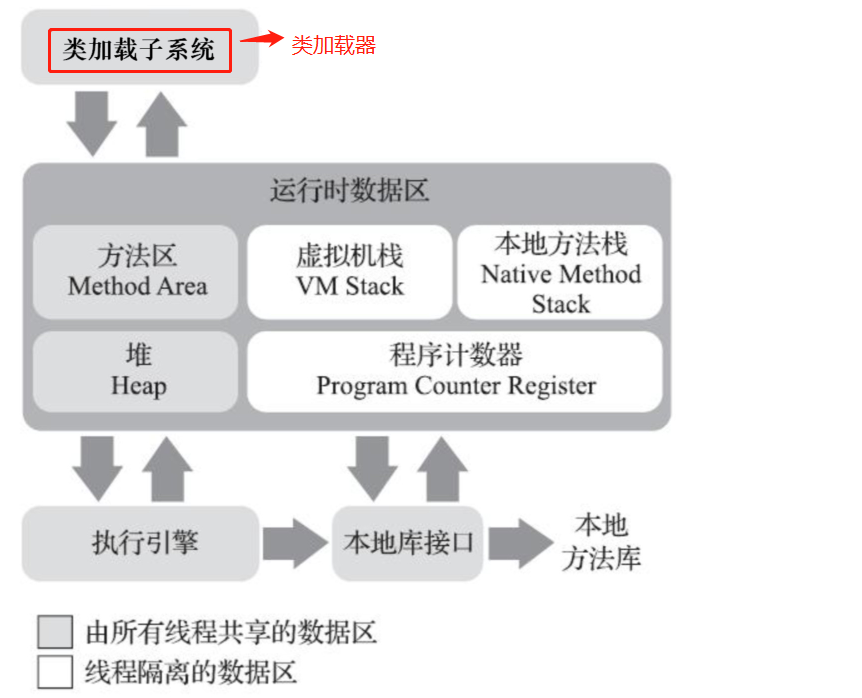 类加载子系统
类加载器
运行时数据区
方法区
Method Area
虚拟机栈
VM Stack
本地方法栈
Native Method
Stack
堆
Heap
程序计数器
Program Counter Register
执行引擎
本地库接口
本地
方法库
由所有线程共享的数据区
线程隔离的数据区